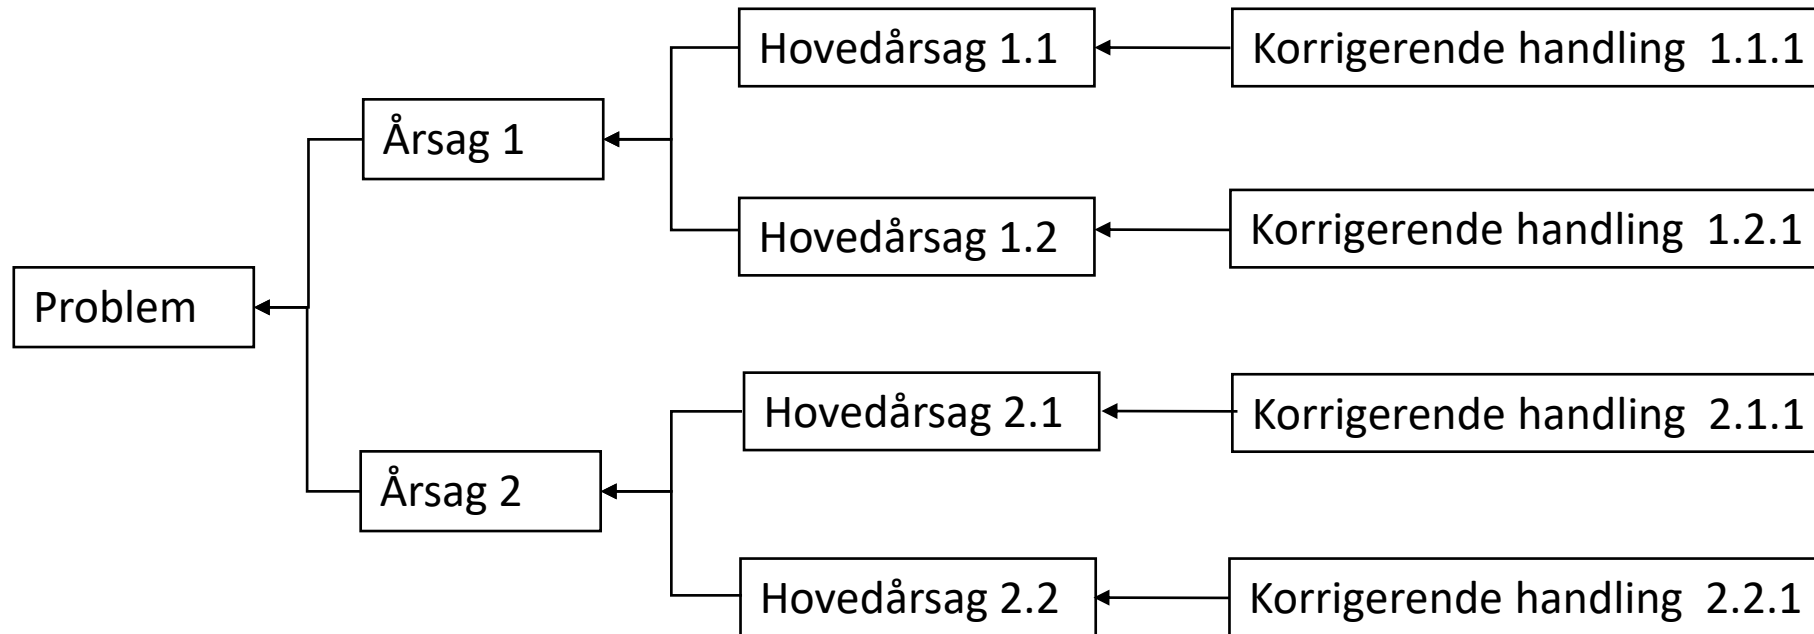 Hovedårsag 1.1
Korrigerende handling 1.1.1
Årsag 1
Hovedårsag 1.2
Korrigerende handling 1.2.1
Problem
Hovedårsag 2.1
Korrigerende handling 2.1.1
Årsag 2
Hovedårsag 2.2
Korrigerende handling 2.2.1